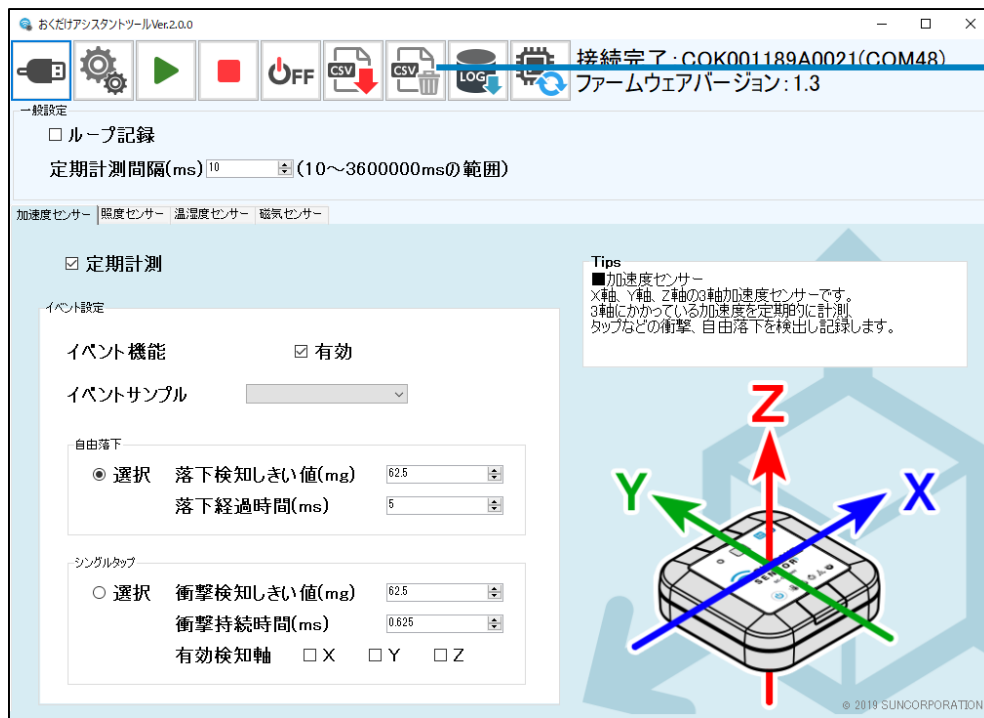 おくだけアシスタントツールVer.2.0.0
OFF
CSV
CSV
LOG
接続完了:COK001189A0021(COM48)
ファームウェアバージョン:1.3
一般設定
ループ記録
定期計測間隔(ms) 10 (10～3600000msの範囲)
加速度センサー 照度センサー 温湿度センサー 磁気センサー
定期計測
イベント設定
イベント機能 有効
イベントサンプル
自由落下
選択 落下検知しきい値(mg) 62.5
落下経過時間(ms) 5
シングルタップ
選択 衝撃検知しきい値(mg) 62.5
衝撃持続時間(ms) 0.625
有効検知軸 X Y Z
Tips
■加速度センサー
X軸、Y軸、Z軸の3軸加速度センサーです。
3軸にかかっている加速度を定期的に計測、
タップなどの衝撃、自由落下を検出し記録します。
Z
Y
X
SENSOR
© 2019 SUNCORPORATION